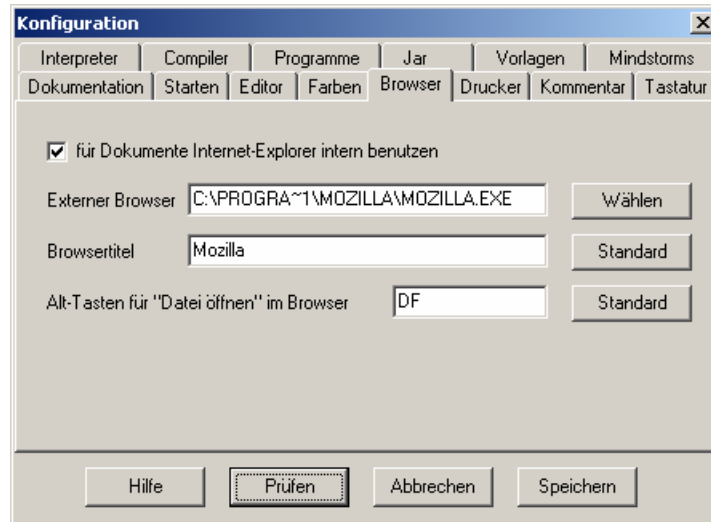 Konfiguration
Interpreter Compiler Programme Jar Vorlagen Mindstorms
Dokumentation Starten Editor Farben Browser Drucker Kommentar Tastatur
für Dokumente Internet-Explorer intern benutzen
Externer Browser C:\PROGRA~1\MOZILLA\MOZILLA.EXE Wählen
Browsertitel Mozilla Standard
Alt-Tasten für "Datei öffnen" im Browser DF Standard
Hilfe Prüfen Abbrechen Speichern